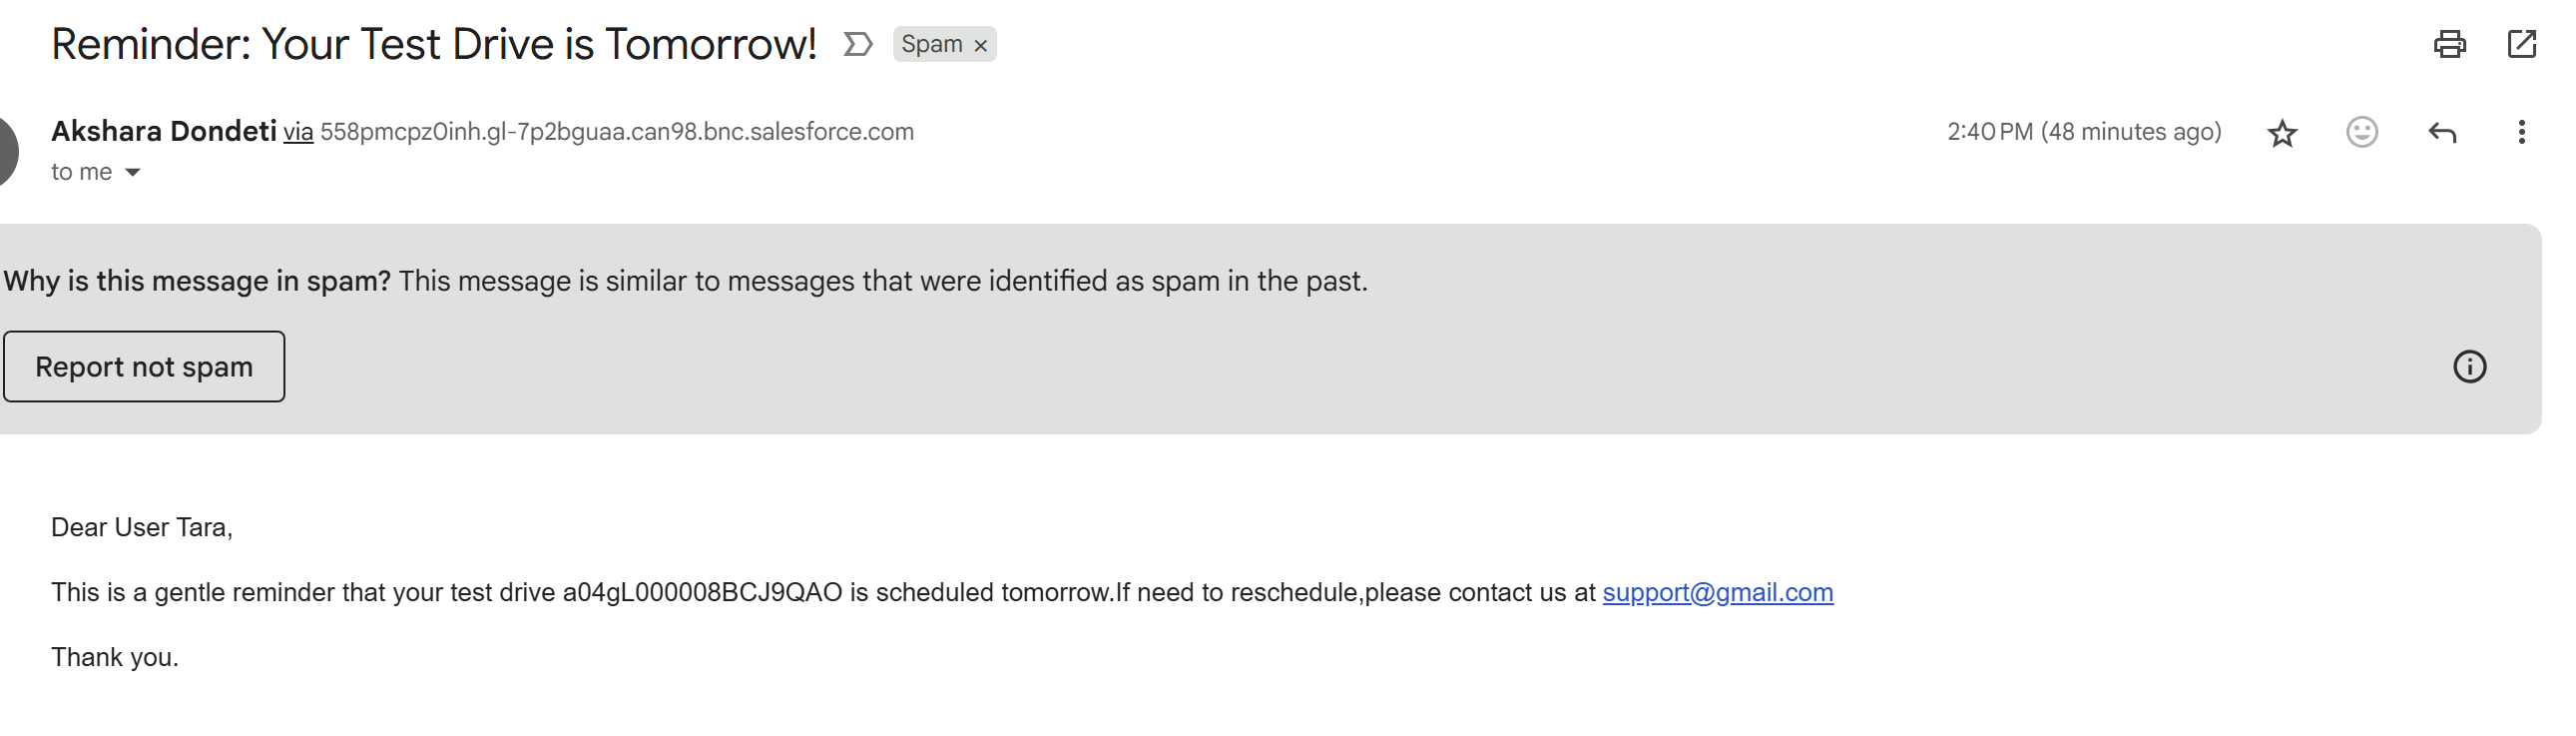 Reminder: Your Test Drive is Tomorrow! Spam ×
Akshara Dondeti via 558pmcpz0inh.gl-7p2bguaa.can98.bnc.salesforce.com 2:40 PM (48 minutes ago)
to me
Why is this message in spam? This message is similar to messages that were identified as spam in the past.
Report not spam
Dear User Tara,
This is a gentle reminder that your test drive a04gL000008BCJ9QAO is scheduled tomorrow.If need to reschedule,please contact us at support@gmail.com
Thank you.